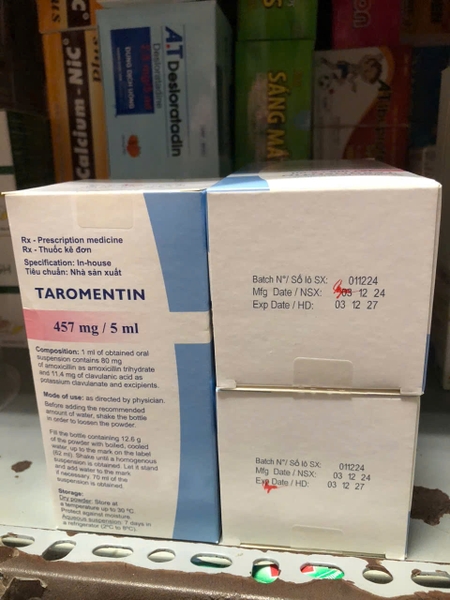 Calcium-Nic
Plus
A.T
Desloratadin
Desloratadine
DUNG DỊCH UỐNG
SÁNG MẮ
Rx - Prescription medicine
Rx - Thuốc kê đơn
Specification: In-house
Tiêu chuẩn: Nhà sản xuất
TAROMENTIN
457 mg / 5 ml
Composition: 1 ml of obtained oral
suspension contains 80 mg
of amoxicillin as amoxicillin trihydrate
and 11.4 mg of clavulanic acid as
potassium clavulanate and excipients.
Mode of use: as directed by physician.
Before adding the recommended
amount of water, shake the bottle
in order to loosen the powder.
Fill the bottle containing 12.6 g
of the powder with boiled, cooled
water, up to the mark on the label
(62 ml). Shake until a homogenous
suspension is obtained. Let it stand
and add water to the mark
if necessary. 70 ml of the
suspension is obtained.
Storage:
Dry powder: Store at
a temperature up to 30 °C.
Protect against moisture.
Aqueous suspension: 7 days in
a refrigerator (2°C to 8°C).
Batch N°/ Số lô SX: 011224
Mfg Date / NSX: 03 12 24
Exp Date / HD: 03 12 27
Batch N°/ Số lô SX: 011224
Mfg Date / NSX: 03 12 24
Exp Date / HD: 03 12 27